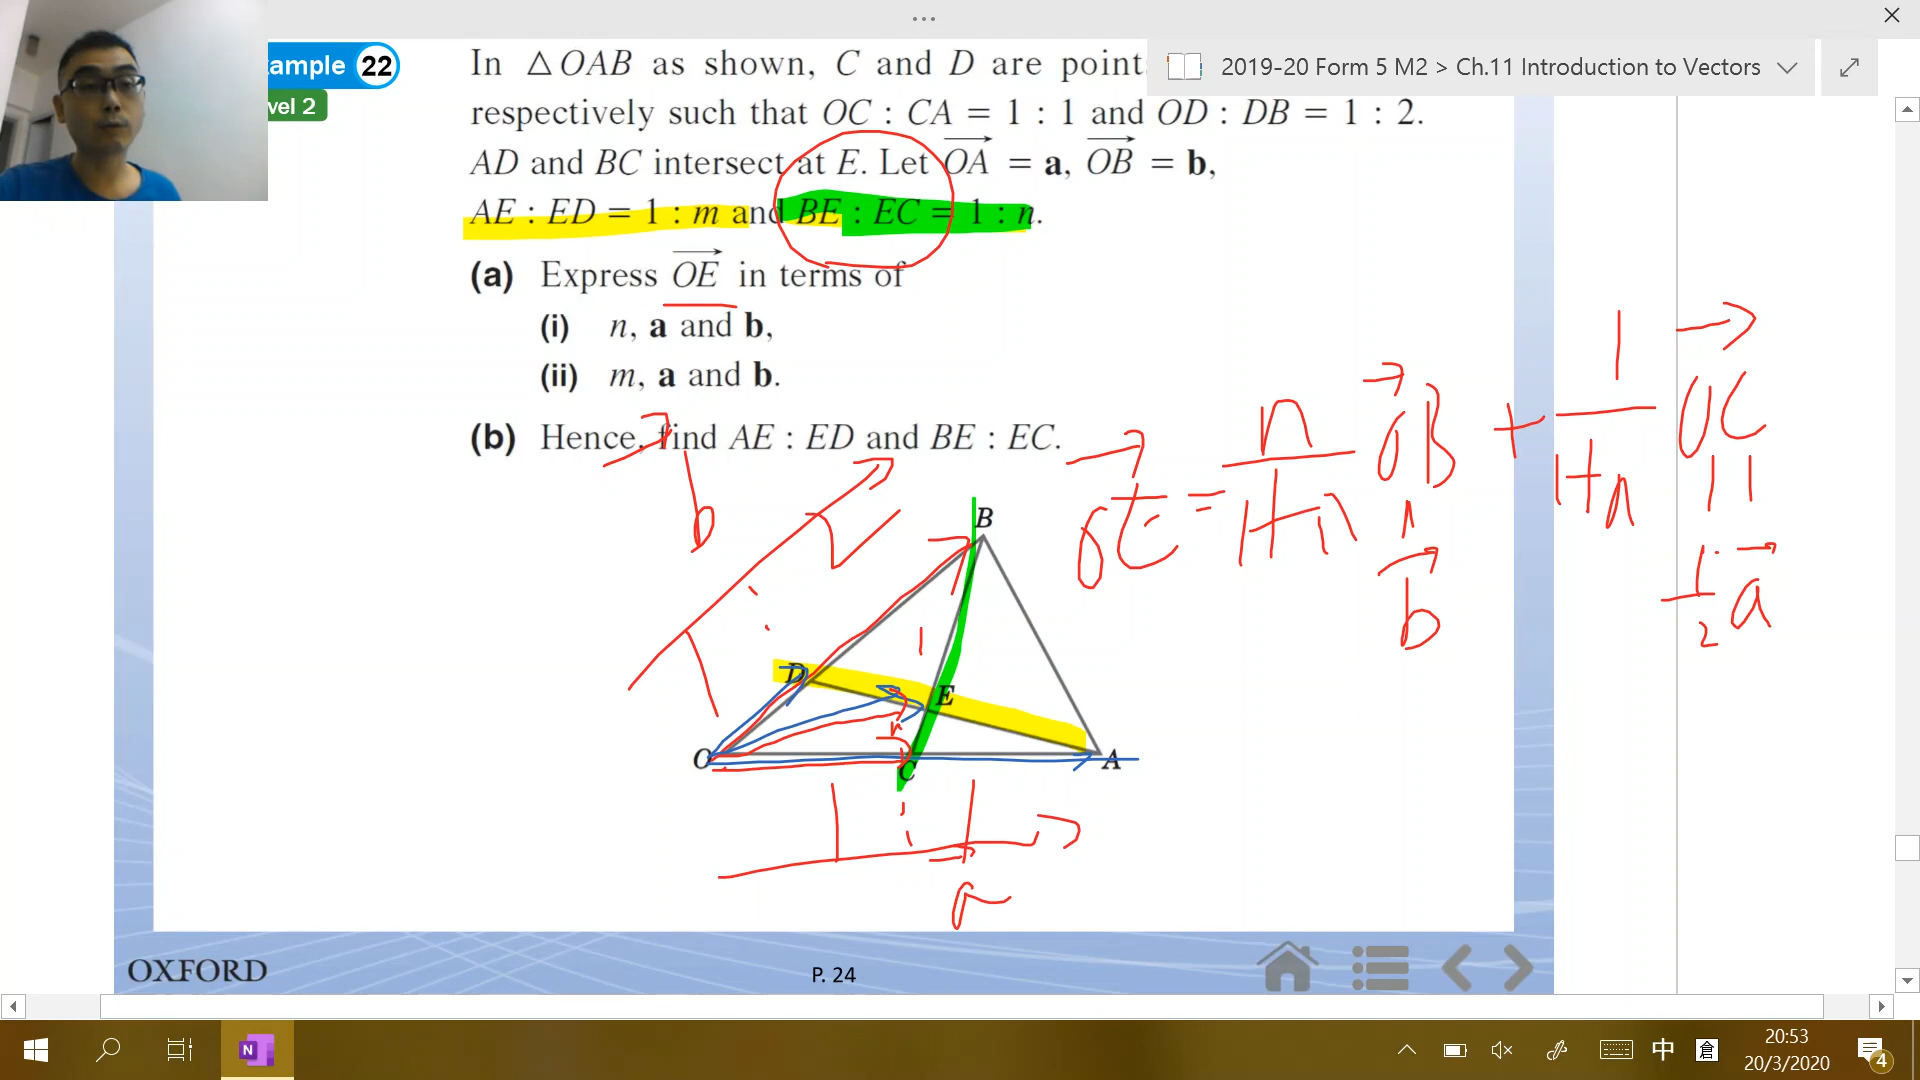 ample 22
vel 2
In △OAB as shown, C and D are point
2019-20 Form 5 M2 > Ch.11 Introduction to Vectors
respectively such that OC : CA = 1 : 1 and OD : DB = 1 : 2.
AD and BC intersect at E. Let OA = a, OB = b,
AE : ED = 1 : m and BE : EC = 1 : n.
(a) Express OE in terms of
(i) n, a and b,
(ii) m, a and b.
(b) Hence, find AE : ED and BE : EC.
OE = n/1+n OB + 1/1+n OC
b
1/2 a
b
B
D
E
1
n
O
C
A
a
OXFORD
P. 24
中
倉
20:53
20/3/2020
4